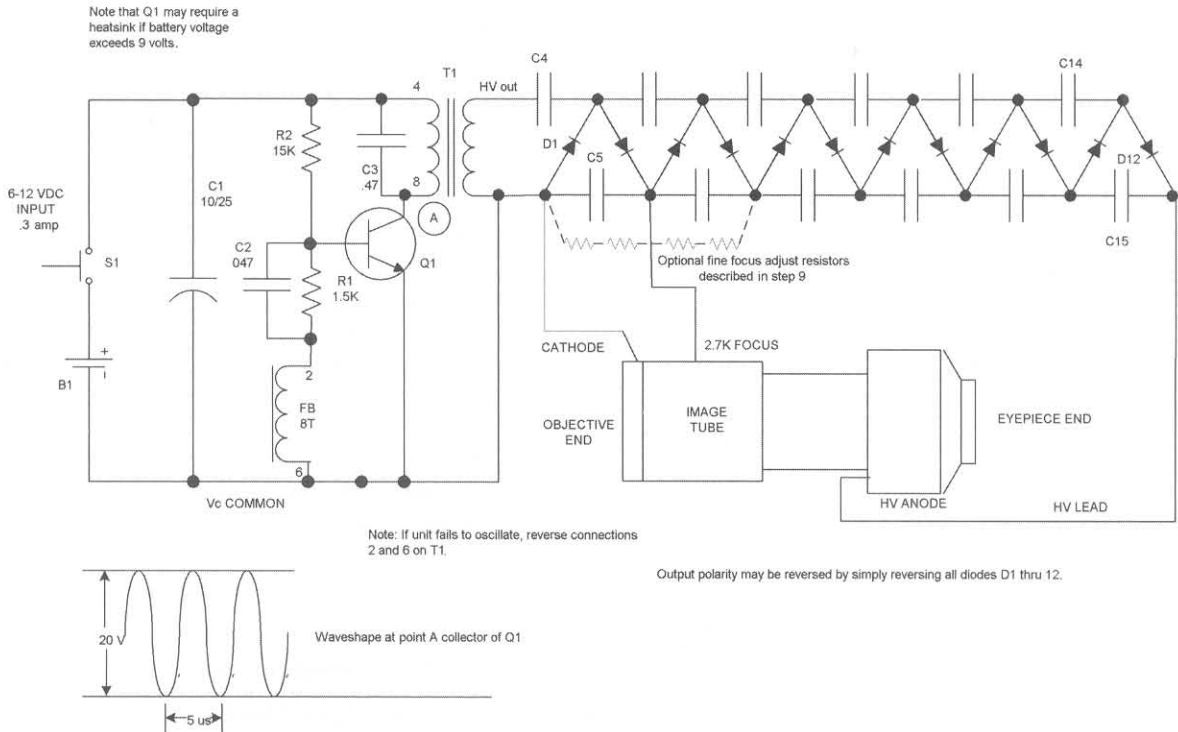 Note that Q1 may require a
heatsink if battery voltage
exceeds 9 volts.
C4
C14
T1
4
HV out
R2
15K
D1
C3
.47
C5
D12
8
6-12 VDC
INPUT
.3 amp
C1
10/25
A
C15
C2
047
Q1
Optional fine focus adjust resistors
described in step 9
S1
R1
1.5K
CATHODE
2.7K FOCUS
+
-
B1
2
FB
8T
OBJECTIVE
END
IMAGE
TUBE
EYEPIECE END
6
Vc COMMON
HV ANODE
HV LEAD
Note: If unit fails to oscillate, reverse connections
2 and 6 on T1.
Output polarity may be reversed by simply reversing all diodes D1 thru 12.
20 V
Waveshape at point A collector of Q1
5 us